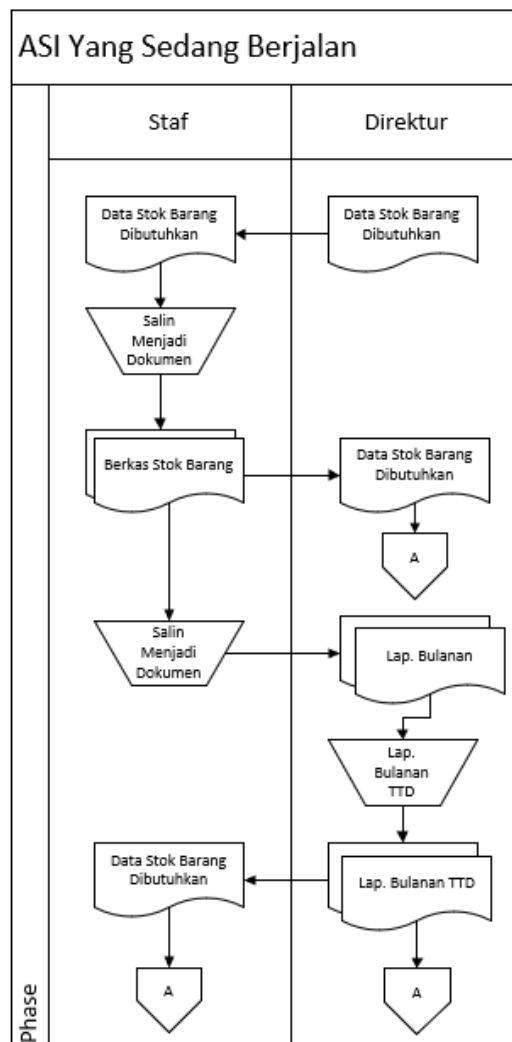 ASI Yang Sedang Berjalan
Staf
Direktur
Data Stok Barang
Dibutuhkan
Data Stok Barang
Dibutuhkan
Salin
Menjadi
Dokumen
Berkas Stok Barang
Data Stok Barang
Dibutuhkan
A
Salin
Menjadi
Dokumen
Lap. Bulanan
Lap.
Bulanan
TTD
Data Stok Barang
Dibutuhkan
Lap. Bulanan TTD
A
A
Phase